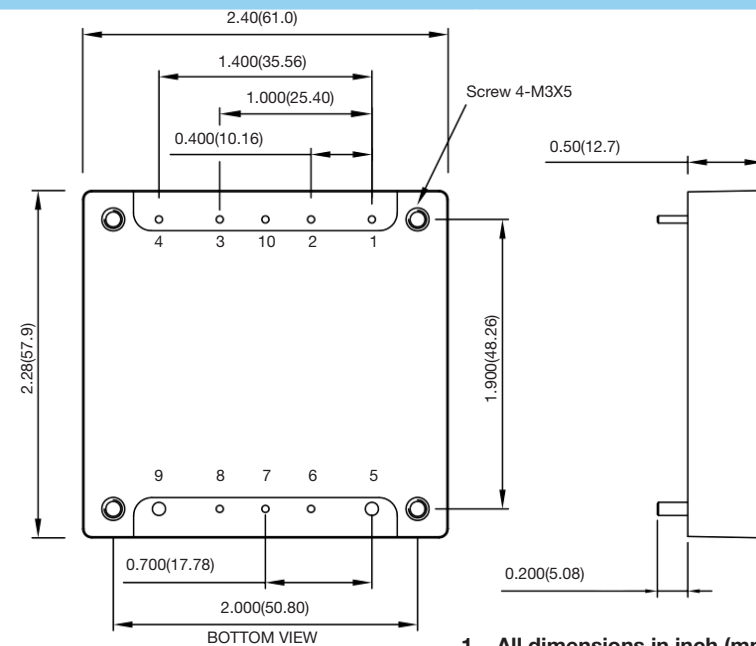 2.40(61.0)
1.400(35.56)
1.000(25.40)
0.400(10.16)
Screw 4-M3X5
0.50(12.7)
4 3 10 2 1
2.28(57.9)
1.900(48.26)
9 8 7 6 5
0.700(17.78)
0.200(5.08)
2.000(50.80)
BOTTOM VIEW
1. All dimensions in inch